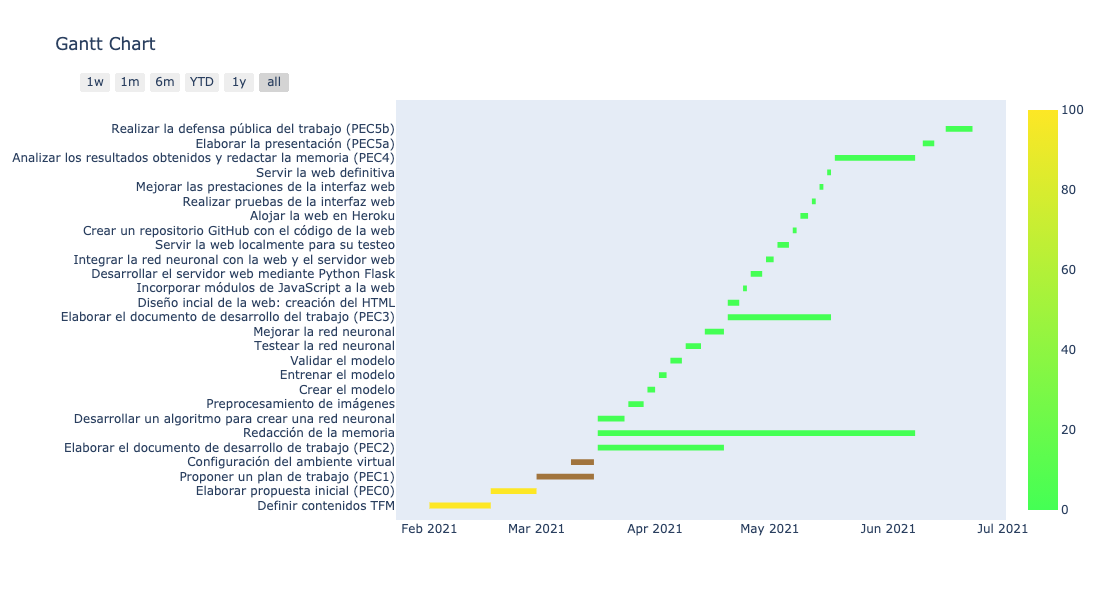 Gantt Chart
1w 1m 6m YTD 1y all
Realizar la defensa pública del trabajo (PEC5b)
Elaborar la presentación (PEC5a)
Analizar los resultados obtenidos y redactar la memoria (PEC4)
Servir la web definitiva
Mejorar las prestaciones de la interfaz web
Realizar pruebas de la interfaz web
Alojar la web en Heroku
Crear un repositorio GitHub con el código de la web
Servir la web localmente para su testeo
Integrar la red neuronal con la web y el servidor web
Desarrollar el servidor web mediante Python Flask
Incorporar módulos de JavaScript a la web
Diseño incial de la web: creación del HTML
Elaborar el documento de desarrollo del trabajo (PEC3)
Mejorar la red neuronal
Testear la red neuronal
Validar el modelo
Entrenar el modelo
Crear el modelo
Preprocesamiento de imágenes
Desarrollar un algoritmo para crear una red neuronal
Redacción de la memoria
Elaborar el documento de desarrollo de trabajo (PEC2)
Configuración del ambiente virtual
Proponer un plan de trabajo (PEC1)
Elaborar propuesta inicial (PEC0)
Definir contenidos TFM
Feb 2021 Mar 2021 Apr 2021 May 2021 Jun 2021 Jul 2021
100
80
60
40
20
0